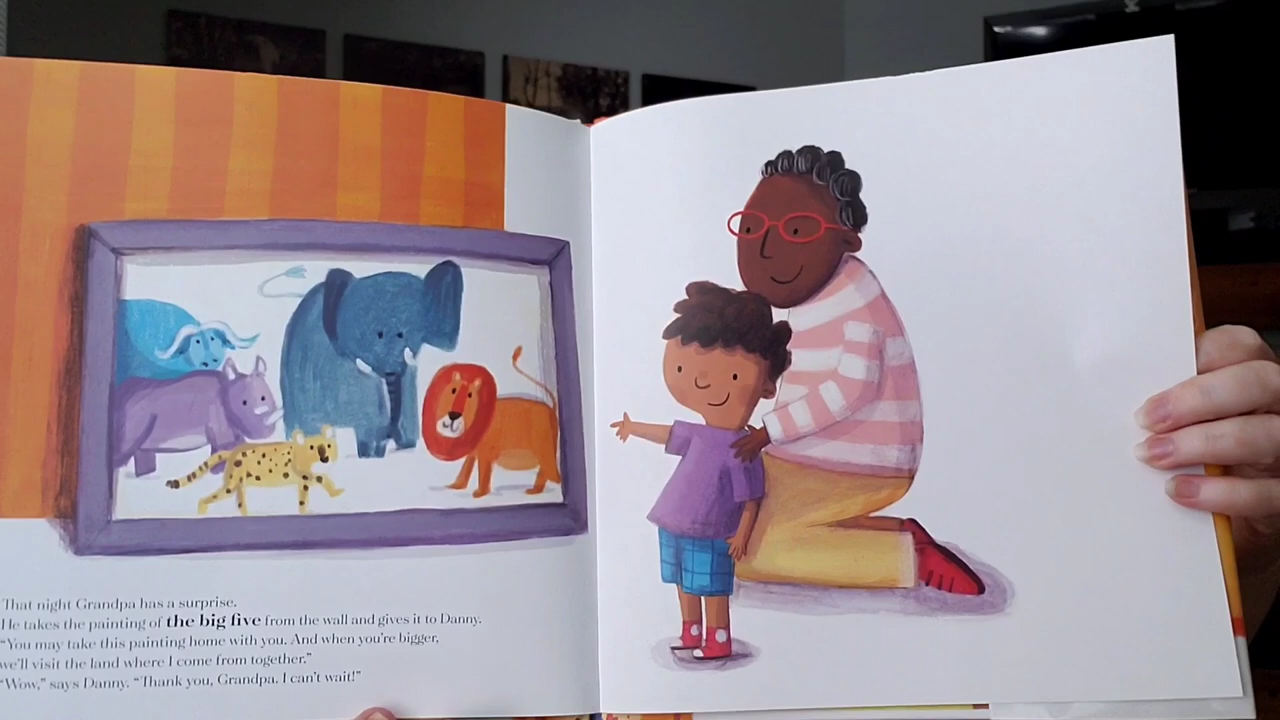 That night Grandpa has a surprise.
He takes the painting of the big five from the wall and gives it to Danny.
“You may take this painting home with you. And when you’re bigger,
we’ll visit the land where I come from together.”
“Wow,” says Danny. “Thank you, Grandpa. I can’t wait!”